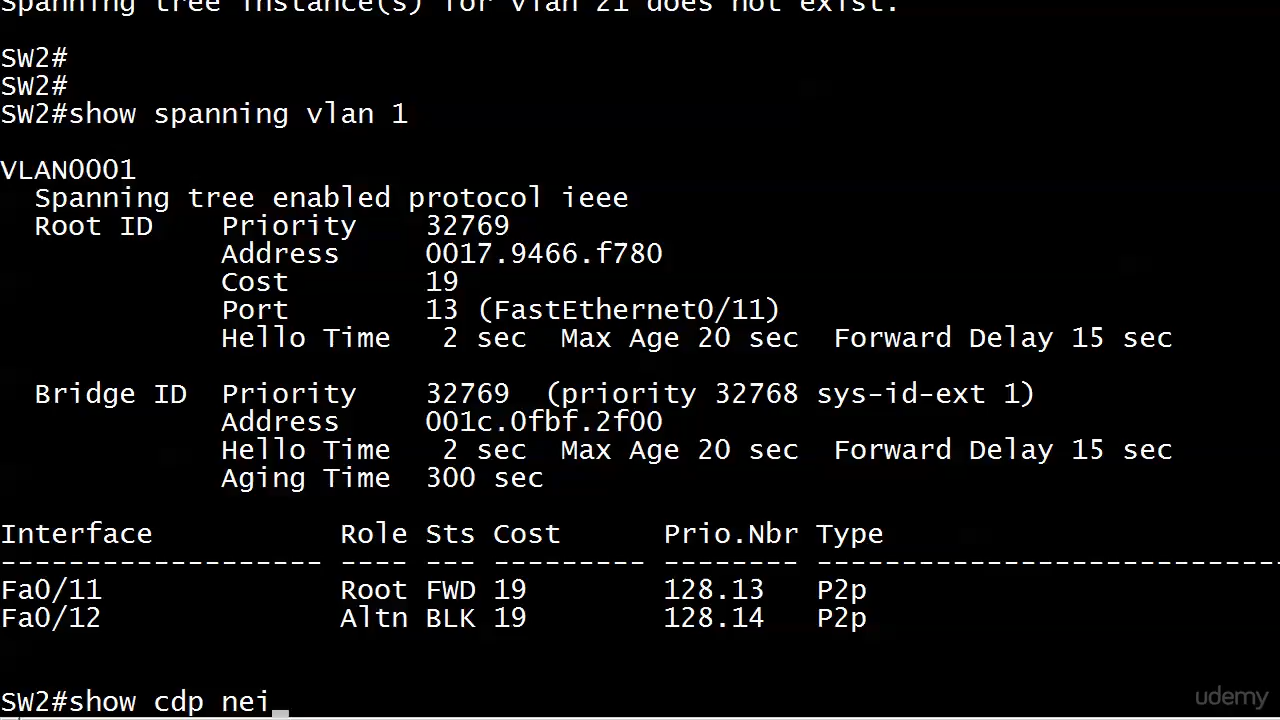 Spanning tree instance(s) for vlan 21 does not exist.
SW2#
SW2#
SW2#show spanning vlan 1
VLAN0001
  Spanning tree enabled protocol ieee
  Root ID    Priority    32769
             Address     0017.9466.f780
             Cost        19
             Port        13 (FastEthernet0/11)
             Hello Time   2 sec  Max Age 20 sec  Forward Delay 15 sec
  Bridge ID  Priority    32769  (priority 32768 sys-id-ext 1)
             Address     001c.0fbf.2f00
             Hello Time   2 sec  Max Age 20 sec  Forward Delay 15 sec
             Aging Time  300 sec
Interface           Role Sts Cost      Prio.Nbr Type
------------------- ---- --- --------- -------- ----------------------------
Fa0/11              Root FWD 19        128.13   P2p
Fa0/12              Altn BLK 19        128.14   P2p
SW2#show cdp nei
udemy